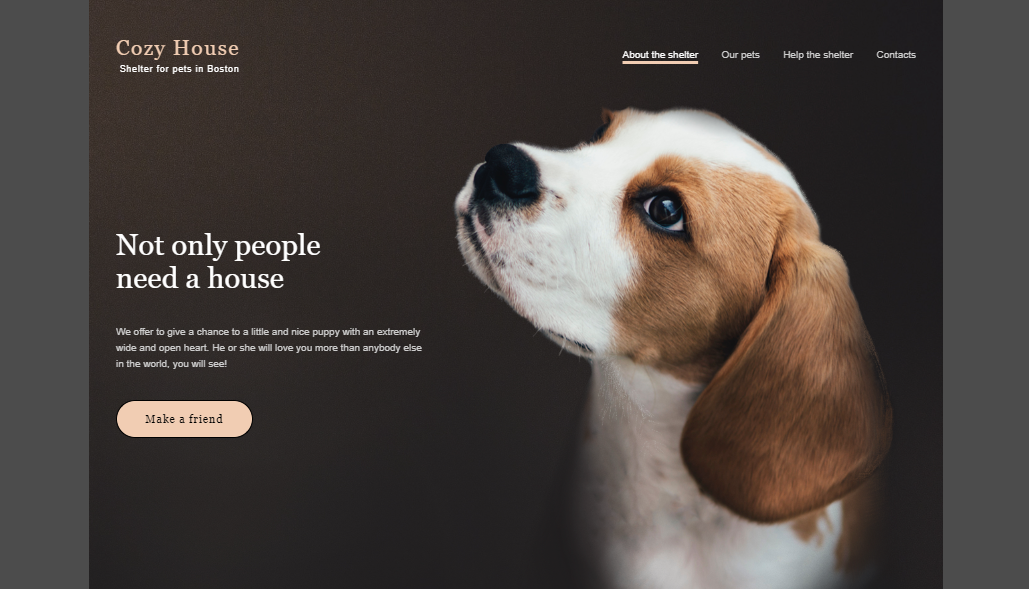 Cozy House
Shelter for pets in Boston
About the shelter
Our pets
Help the shelter
Contacts
Not only people
need a house
We offer to give a chance to a little and nice puppy with an extremely
wide and open heart. He or she will love you more than anybody else
in the world, you will see!
Make a friend